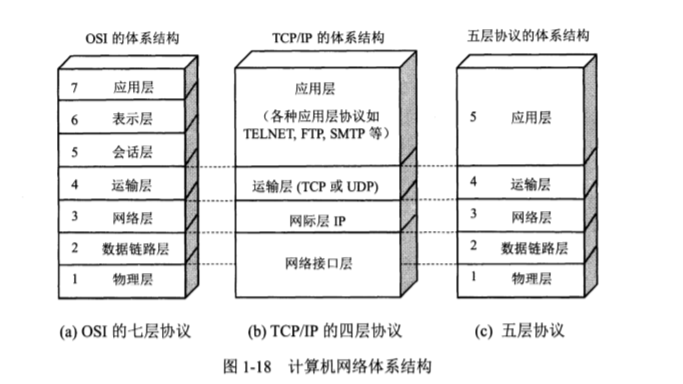 OSI 的体系结构
7 应用层
6 表示层
5 会话层
4 运输层
3 网络层
2 数据链路层
1 物理层
(a) OSI 的七层协议
TCP/IP 的体系结构
应用层
（各种应用层协议如
TELNET, FTP, SMTP 等）
运输层 (TCP 或 UDP)
网际层 IP
网络接口层
(b) TCP/IP 的四层协议
五层协议的体系结构
5 应用层
4 运输层
3 网络层
2 数据链路层
1 物理层
(c) 五层协议
图 1-18 计算机网络体系结构